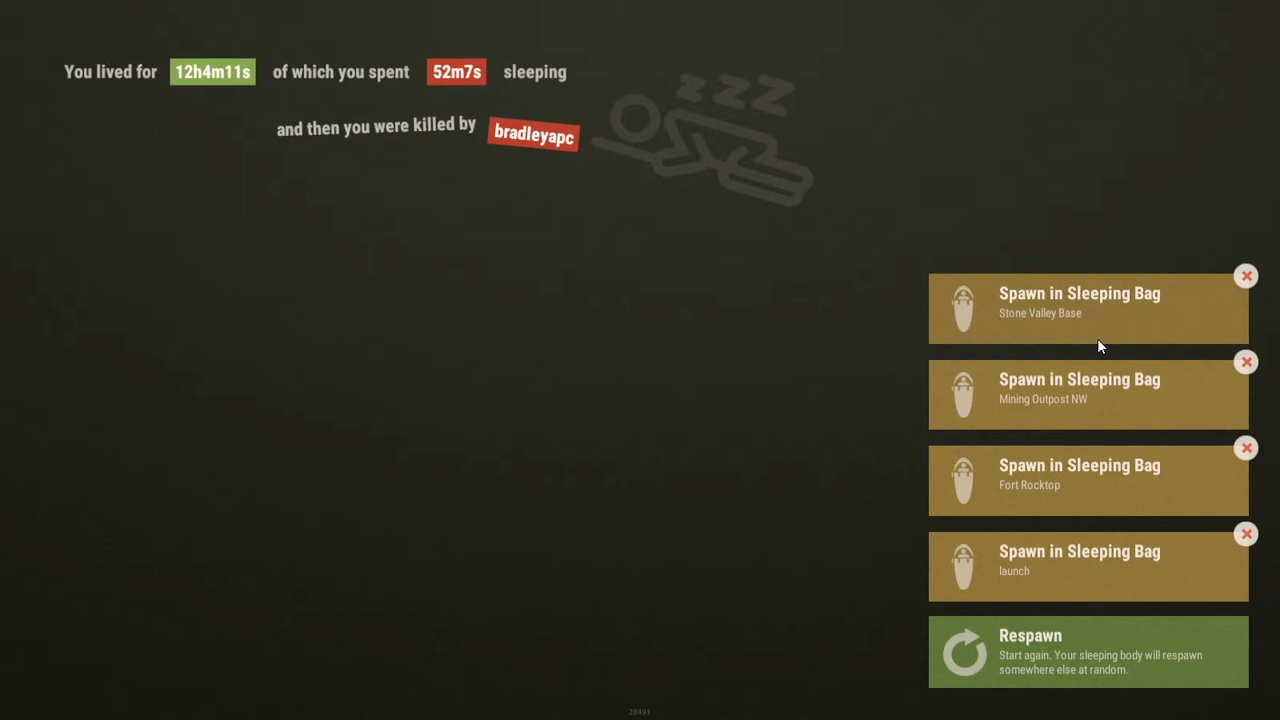 You lived for 12h4m11s of which you spent 52m7s sleeping
zzz
and then you were killed by bradleyapc
Spawn in Sleeping Bag
Stone Valley Base
Spawn in Sleeping Bag
Mining Outpost NW
Spawn in Sleeping Bag
Fort Rocktop
Spawn in Sleeping Bag
launch
Respawn
Start again. Your sleeping body will respawn
somewhere else at random.
28491